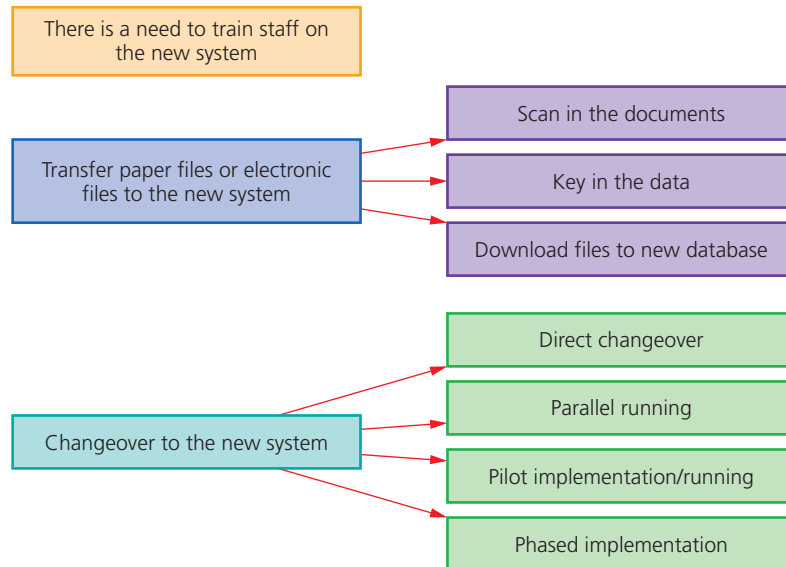 There is a need to train staff on
the new system
Transfer paper files or electronic
files to the new system
Scan in the documents
Key in the data
Download files to new database
Changeover to the new system
Direct changeover
Parallel running
Pilot implementation/running
Phased implementation